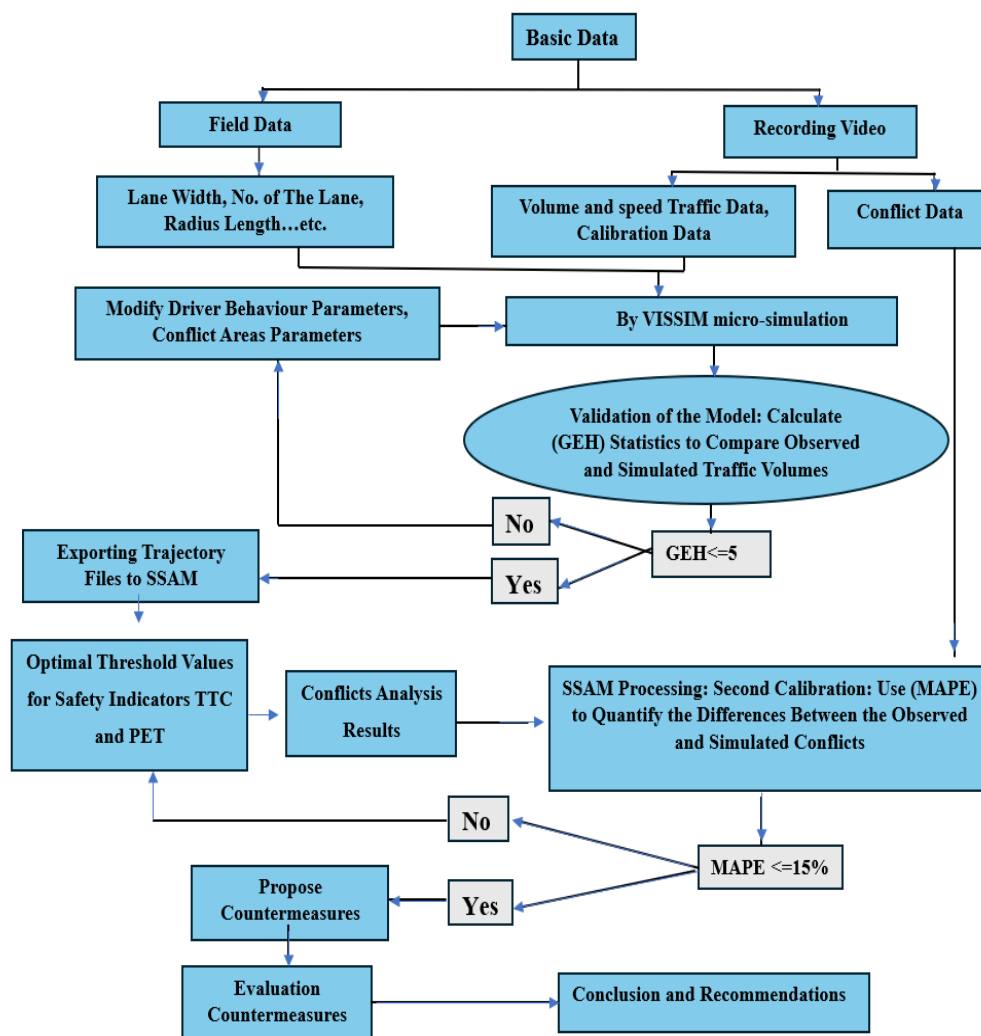 Basic Data
Field Data
Recording Video
Lane Width, No. of The Lane,
Radius Length...etc.
Volume and speed Traffic Data,
Calibration Data
Conflict Data
Modify Driver Behaviour Parameters,
Conflict Areas Parameters
By VISSIM micro-simulation
Validation of the Model: Calculate
(GEH) Statistics to Compare Observed
and Simulated Traffic Volumes
No
GEH<=5
Exporting Trajectory
Files to SSAM
Yes
Optimal Threshold Values
for Safety Indicators TTC
and PET
Conflicts Analysis
Results
SSAM Processing: Second Calibration: Use (MAPE)
to Quantify the Differences Between the Observed
and Simulated Conflicts
No
MAPE <=15%
Yes
Propose
Countermeasures
Evaluation
Countermeasures
Conclusion and Recommendations